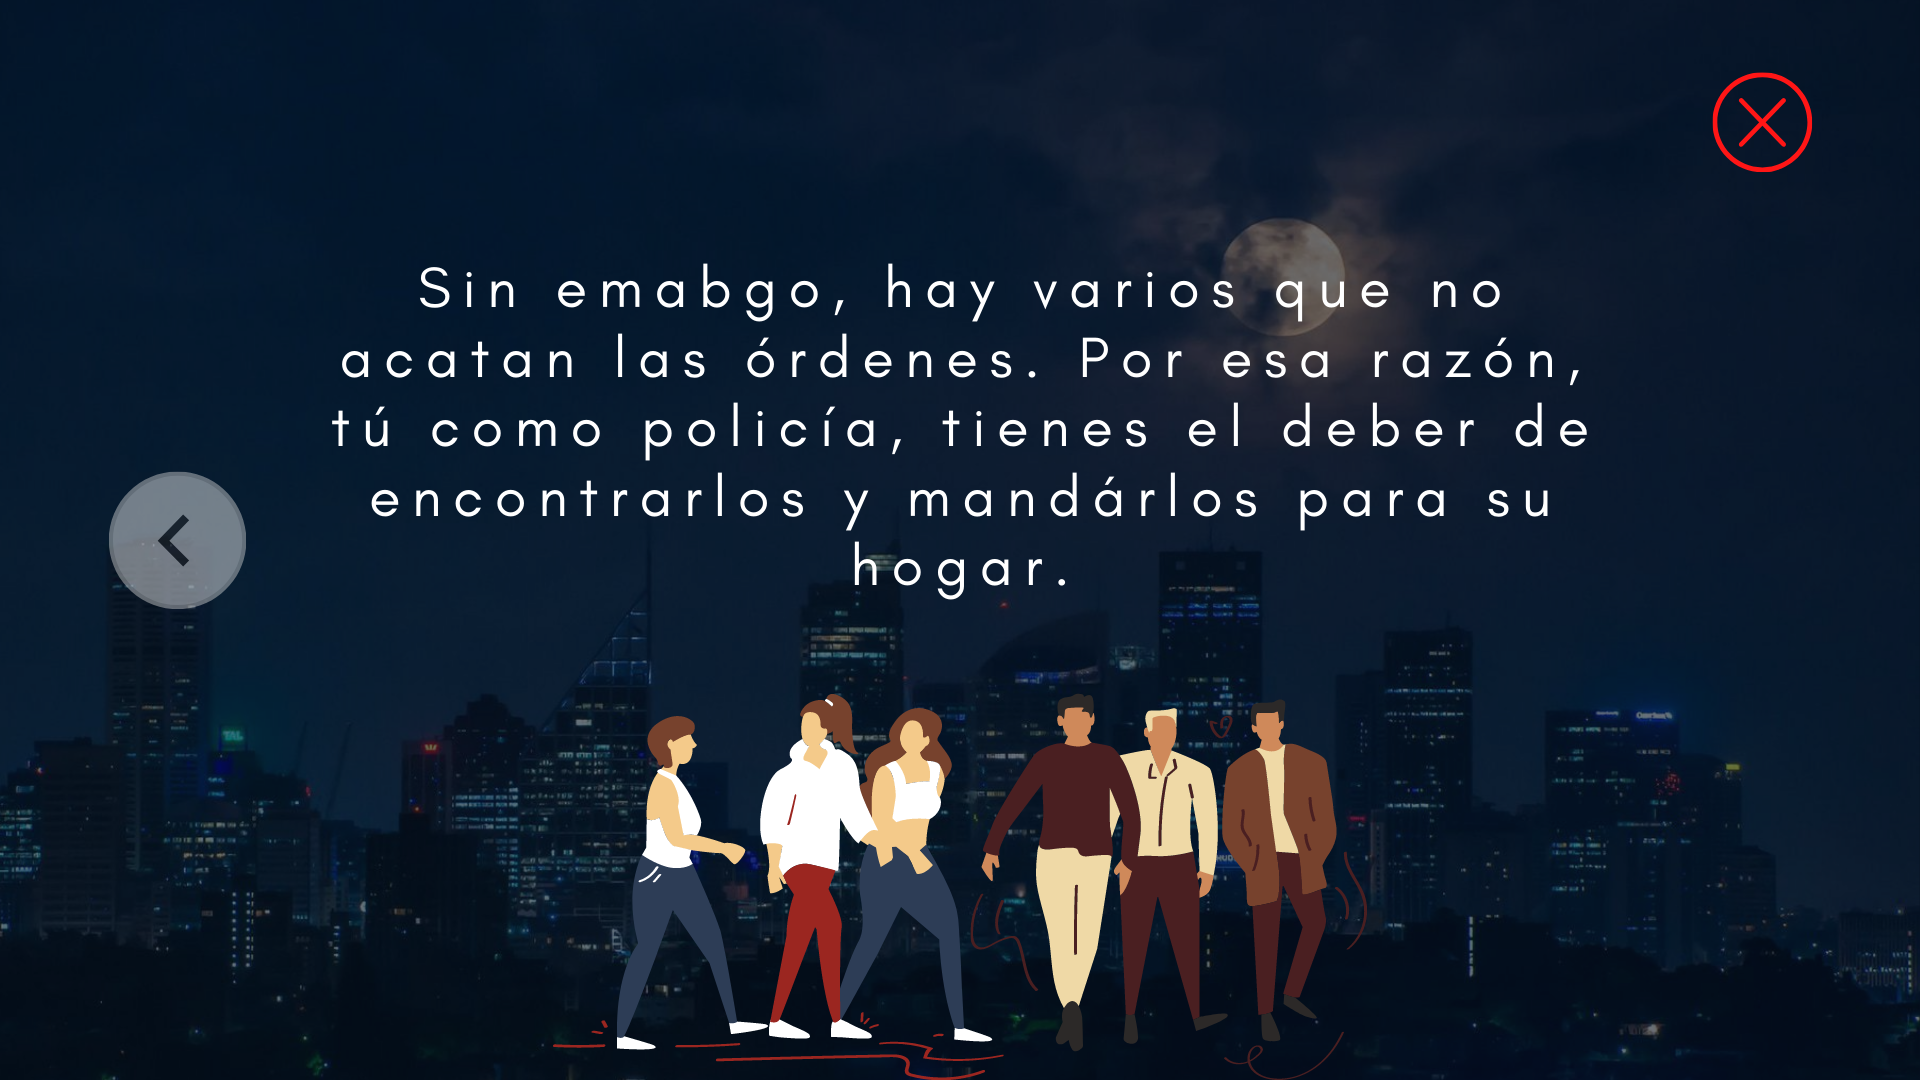 Sin emabgo, hay varios que no
acatan las órdenes. Por esa razón,
tú como policía, tienes el deber de
encontrarlos y mandárlos para su
hogar.